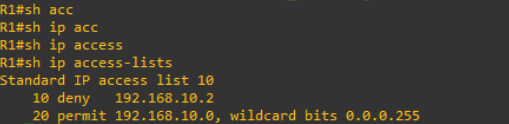 R1#sh acc
R1#sh ip acc
R1#sh ip access
R1#sh ip access-lists
Standard IP access list 10
    10 deny   192.168.10.2
    20 permit 192.168.10.0, wildcard bits 0.0.0.255